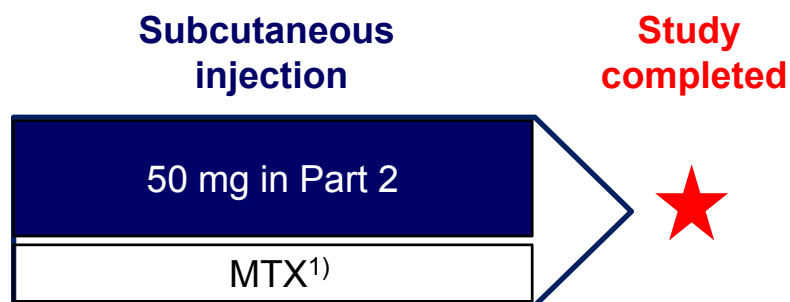 Subcutaneous
injection
Study
completed
50 mg in Part 2
MTX1)